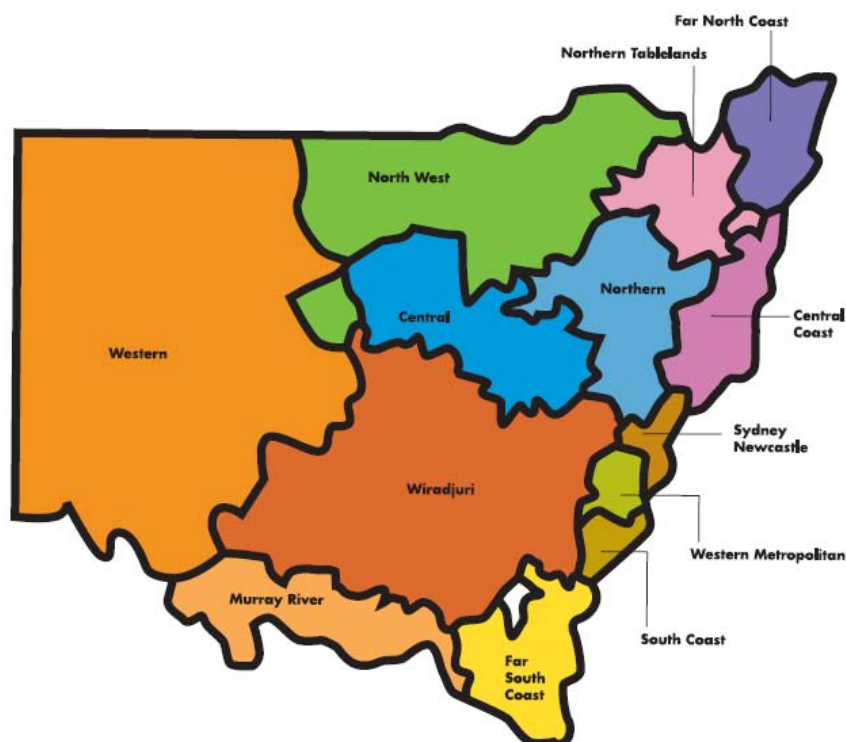 Far North Coast
Northern Tablelands
North West
Northern
Central
Central
Coast
Western
Sydney
Newcastle
Wiradjuri
Western Metropolitan
Murray River
South Coast
Far
South
Coast